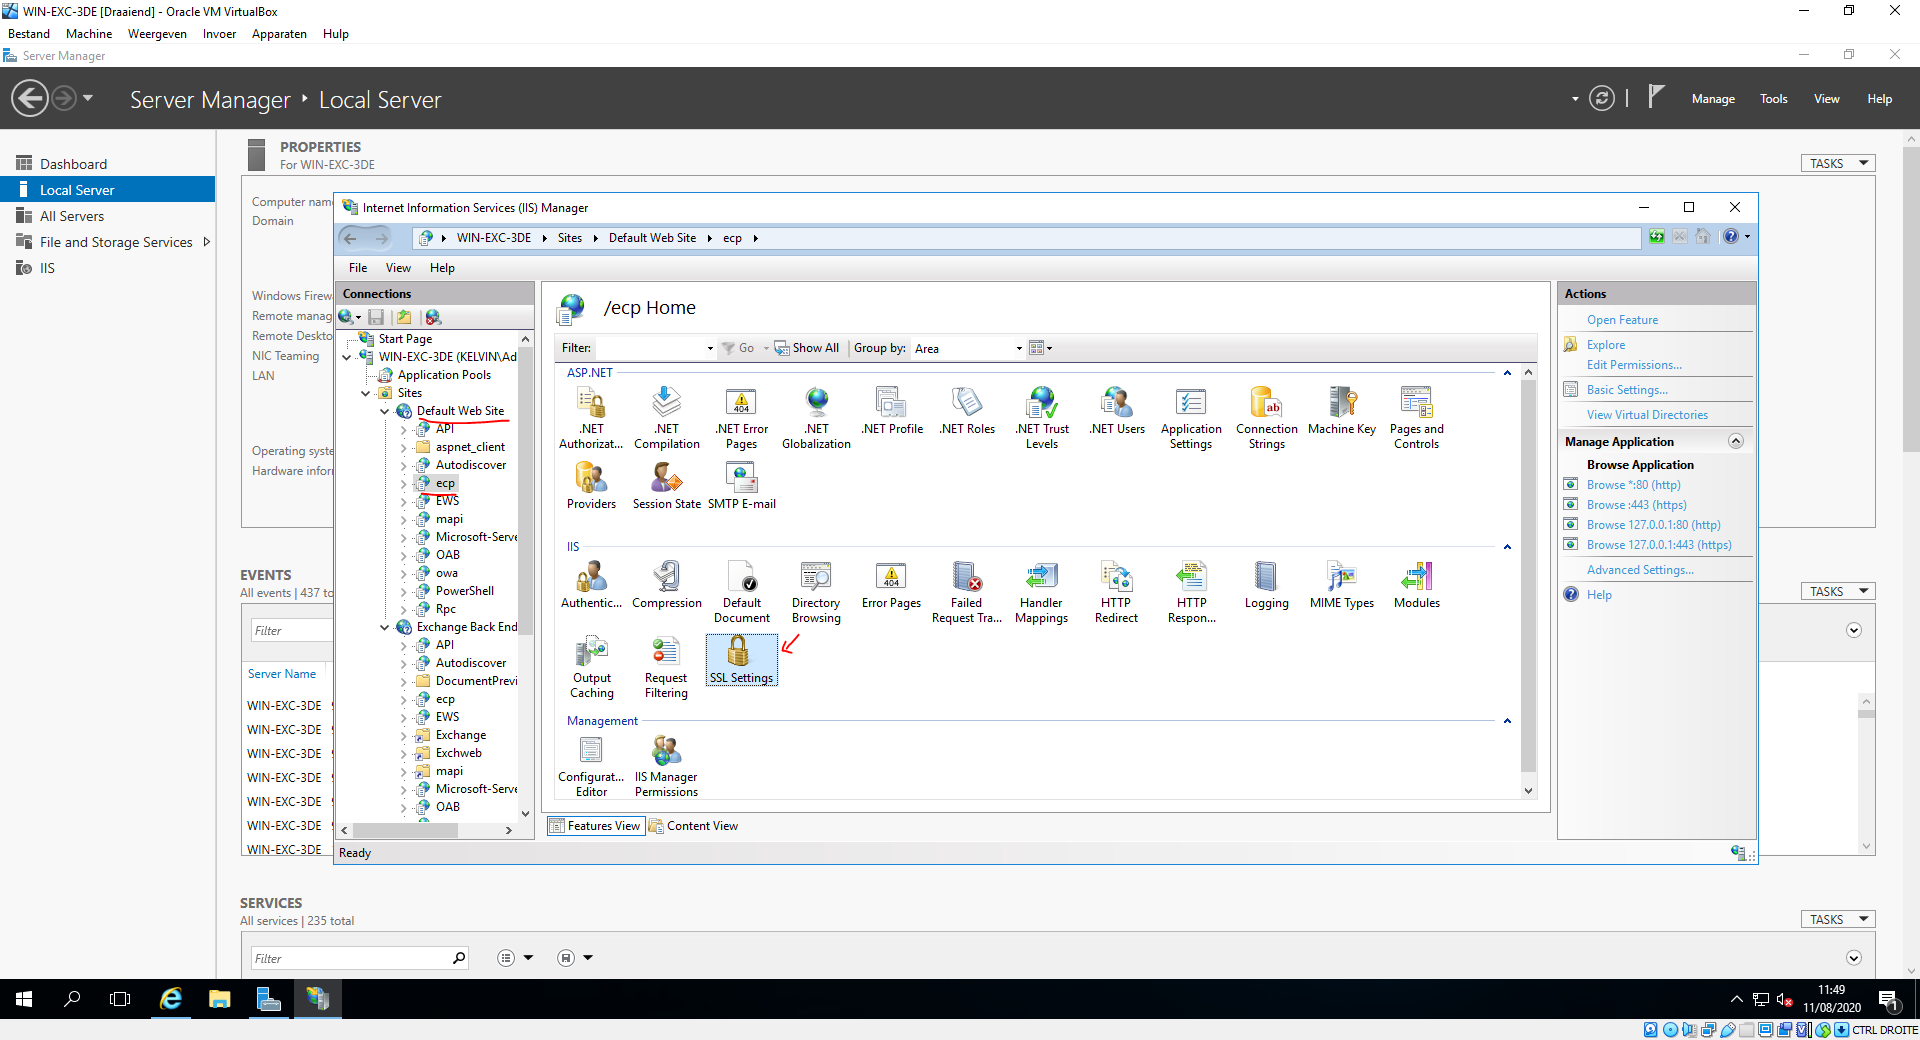 WIN-EXC-3DE [Draaiend] - Oracle VM VirtualBox
Bestand Machine Weergeven Invoer Apparaten Hulp
Server Manager
Server Manager Local Server
Manage Tools View Help
Dashboard
Local Server
All Servers
File and Storage Services
IIS
PROPERTIES
For WIN-EXC-3DE
TASKS
Computer name
Domain
Windows Firew
Remote manag
Remote Deskto
NIC Teaming
LAN
Operating syste
Hardware inforr
EVENTS
All events | 437 to
TASKS
Filter
Server Name
WIN-EXC-3DE
WIN-EXC-3DE
WIN-EXC-3DE
WIN-EXC-3DE
WIN-EXC-3DE
WIN-EXC-3DE
WIN-EXC-3DE
Internet Information Services (IIS) Manager
WIN-EXC-3DE Sites Default Web Site ecp
File View Help
Connections
Start Page
WIN-EXC-3DE (KELVIN\Ad
Application Pools
Sites
Default Web Site
API
aspnet_client
Autodiscover
ecp
EWS
mapi
Microsoft-Serve
OAB
owa
PowerShell
Rpc
Exchange Back End
API
Autodiscover
DocumentPrevi
ecp
EWS
Exchange
Exchweb
mapi
Microsoft-Serve
OAB
/ecp Home
Filter: Go Show All Group by: Area
ASP.NET
.NET Authorizat...
.NET Compilation
.NET Error Pages
.NET Globalization
.NET Profile
.NET Roles
.NET Trust Levels
.NET Users
Application Settings
Connection Strings
Machine Key
Pages and Controls
Providers
Session State
SMTP E-mail
IIS
Authentic...
Compression
Default Document
Directory Browsing
Error Pages
Failed Request Tra...
Handler Mappings
HTTP Redirect
HTTP Respon...
Logging
MIME Types
Modules
Output Caching
Request Filtering
SSL Settings
Management
Configurat... Editor
IIS Manager Permissions
Features View Content View
Ready
Actions
Open Feature
Explore
Edit Permissions...
Basic Settings...
View Virtual Directories
Manage Application
Browse Application
Browse *:80 (http)
Browse :443 (https)
Browse 127.0.0.1:80 (http)
Browse 127.0.0.1:443 (https)
Advanced Settings...
Help
SERVICES
All services | 235 total
TASKS
Filter
11:49
11/08/2020
1
CTRL DROITE